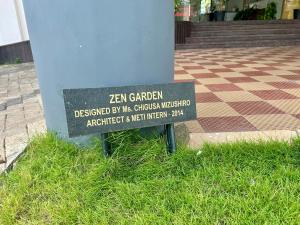 ZEN GARDEN
DESIGNED BY Ms. CHIGUSA MIZUSHIRO
ARCHITECT & METI INTERN - 2014